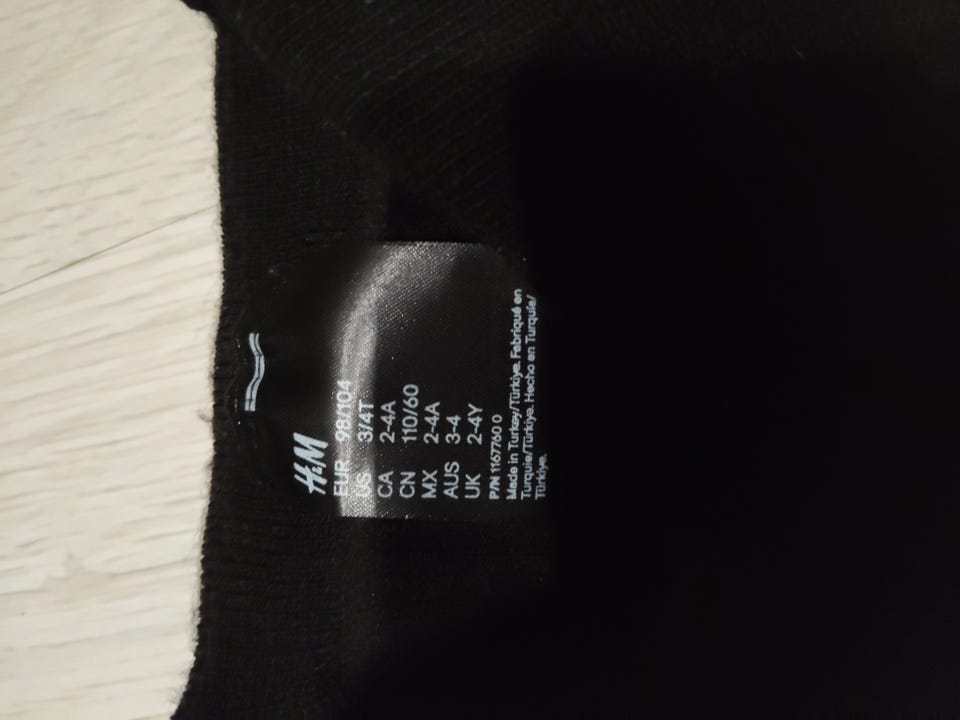 H&M
EUR 98/104
US 3/4T
CA 2-4A
CN 110/60
MX 2-4A
AUS 3-4
UK 2-4Y
P/N 1167760 0
Made in Turkey/Türkiye. Fabriqué en
Turquie/Türkiye. Hecho en Turquía/
Türkiye.